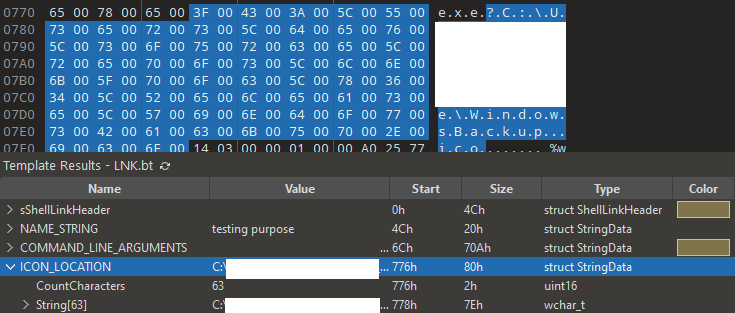 0770 65 00 78 00 65 00 3F 00 43 00 3A 00 5C 00 55 00 e.x.e.?.C.:.\.U.
0780 73 00 65 00 72 00 73 00 5C 00 64 00 65 00 76 00
0790 5C 00 73 00 6F 00 75 00 72 00 63 00 65 00 5C 00
07A0 72 00 65 00 70 00 6F 00 73 00 5C 00 6C 00 6E 00
07B0 6B 00 5F 00 70 00 6F 00 63 00 5C 00 78 00 36 00
07C0 34 00 5C 00 52 00 65 00 6C 00 65 00 61 00 73 00
07D0 65 00 5C 00 57 00 69 00 6E 00 64 00 6F 00 77 00 e.\.W.i.n.d.o.w.
07E0 73 00 42 00 61 00 63 00 6B 00 75 00 70 00 2E 00 s.B.a.c.k.u.p...
07F0 69 00 63 00 6F 00 14 03 00 00 01 00 00 A0 25 77 i.c.o........ %w
Template Results - LNK.bt
Name Value Start Size Type Color
sShellLinkHeader 0h 4Ch struct ShellLinkHeader
NAME_STRING testing purpose 4Ch 20h struct StringData
COMMAND_LINE_ARGUMENTS ... 6Ch 70Ah struct StringData
ICON_LOCATION C:\ ... 776h 80h struct StringData
CountCharacters 63 776h 2h uint16
String[63] C:\ ... 778h 7Eh wchar_t